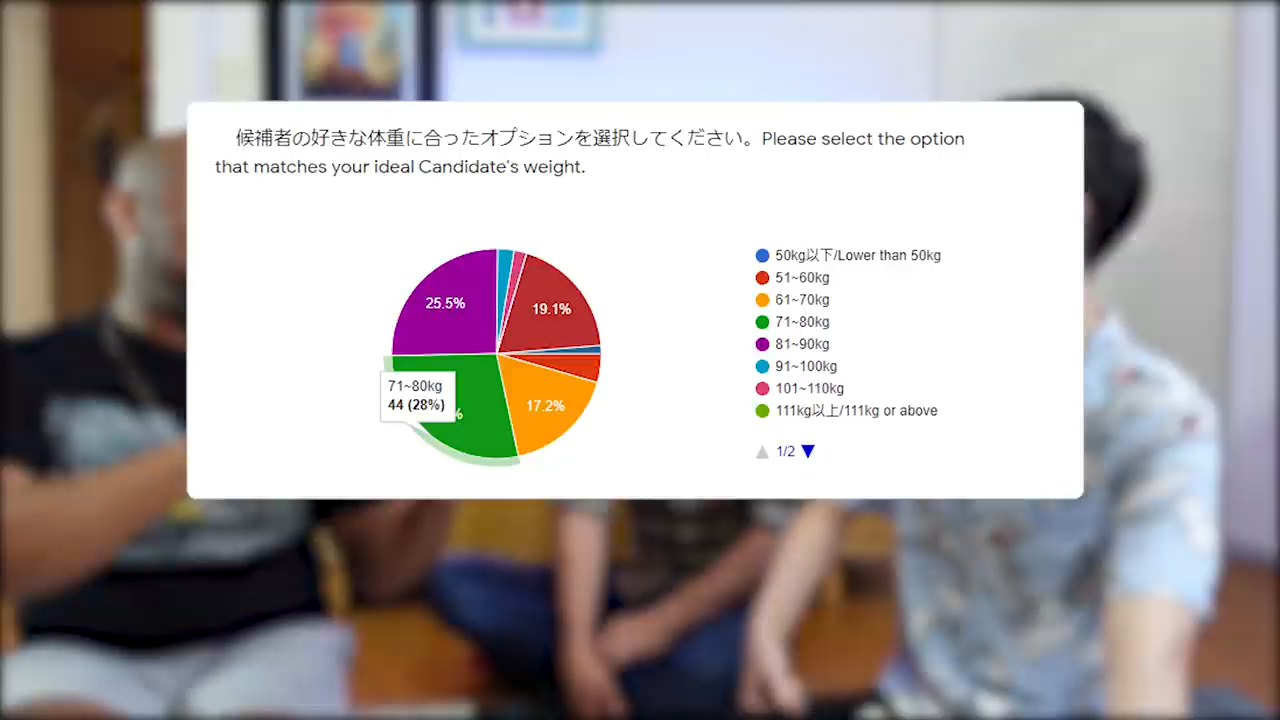 候補者の好きな体重に合ったオプションを選択してください。Please select the option
that matches your ideal Candidate's weight.
25.5%
19.1%
17.2%
%
71~80kg
44 (28%)
50kg以下/Lower than 50kg
51~60kg
61~70kg
71~80kg
81~90kg
91~100kg
101~110kg
111kg以上/111kg or above
1/2